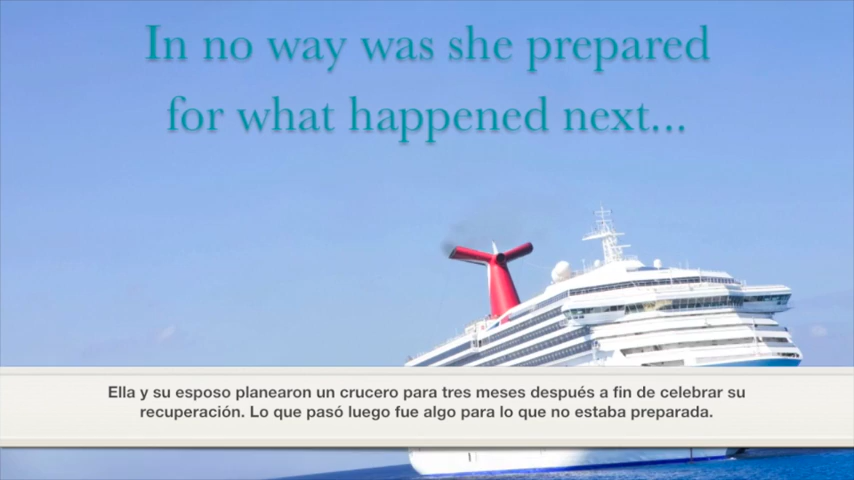 In no way was she prepared
for what happened next...
Ella y su esposo planearon un crucero para tres meses después a fin de celebrar su
recuperación. Lo que pasó luego fue algo para lo que no estaba preparada.